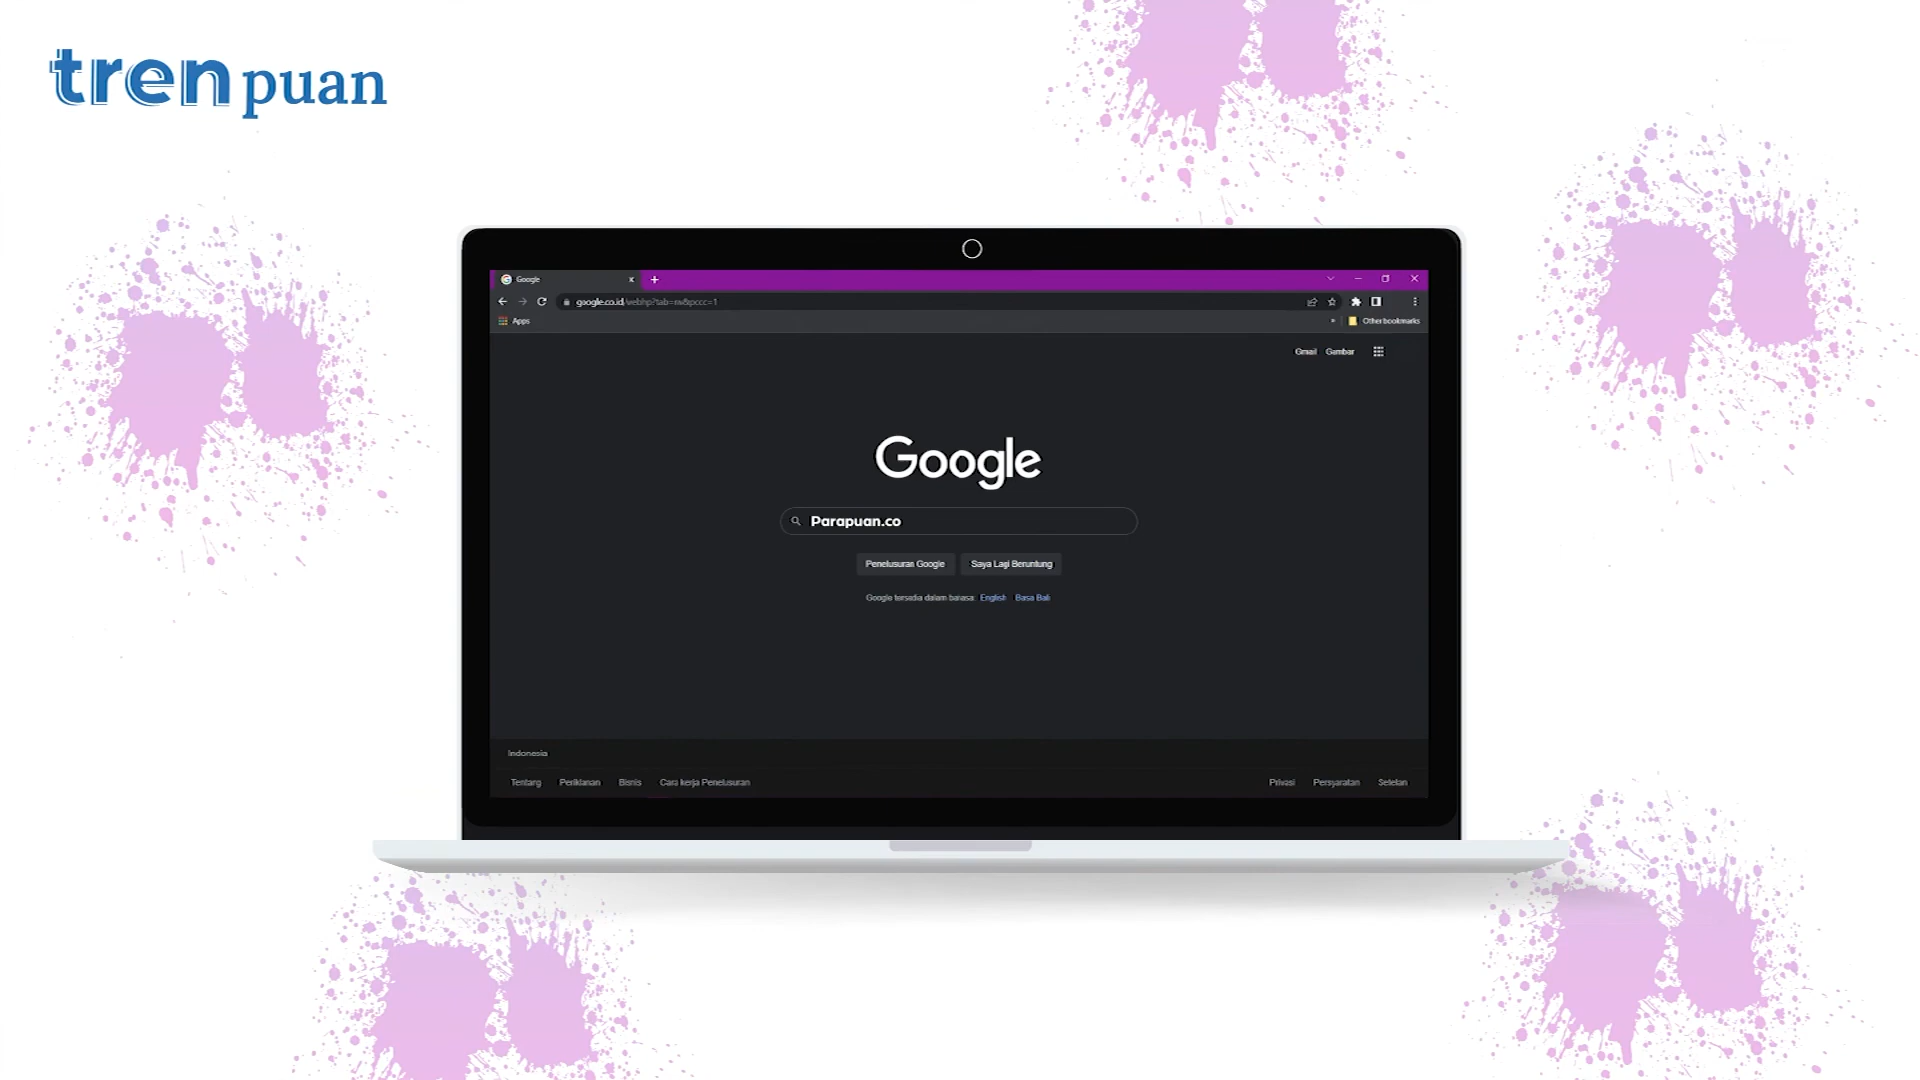 tren puan
Google
google.co.id/webhp?tab=rw&pccc=1
Apps
Other bookmarks
Gmail Gambar
Google
Parapuan.co
Penelusuran Google Saya Lagi Beruntung
Google tersedia dalam bahasa: English Basa Bali
Indonesia
Tentang Periklanan Bisnis Cara kerja Penelusuran Privasi Persyaratan Setelan